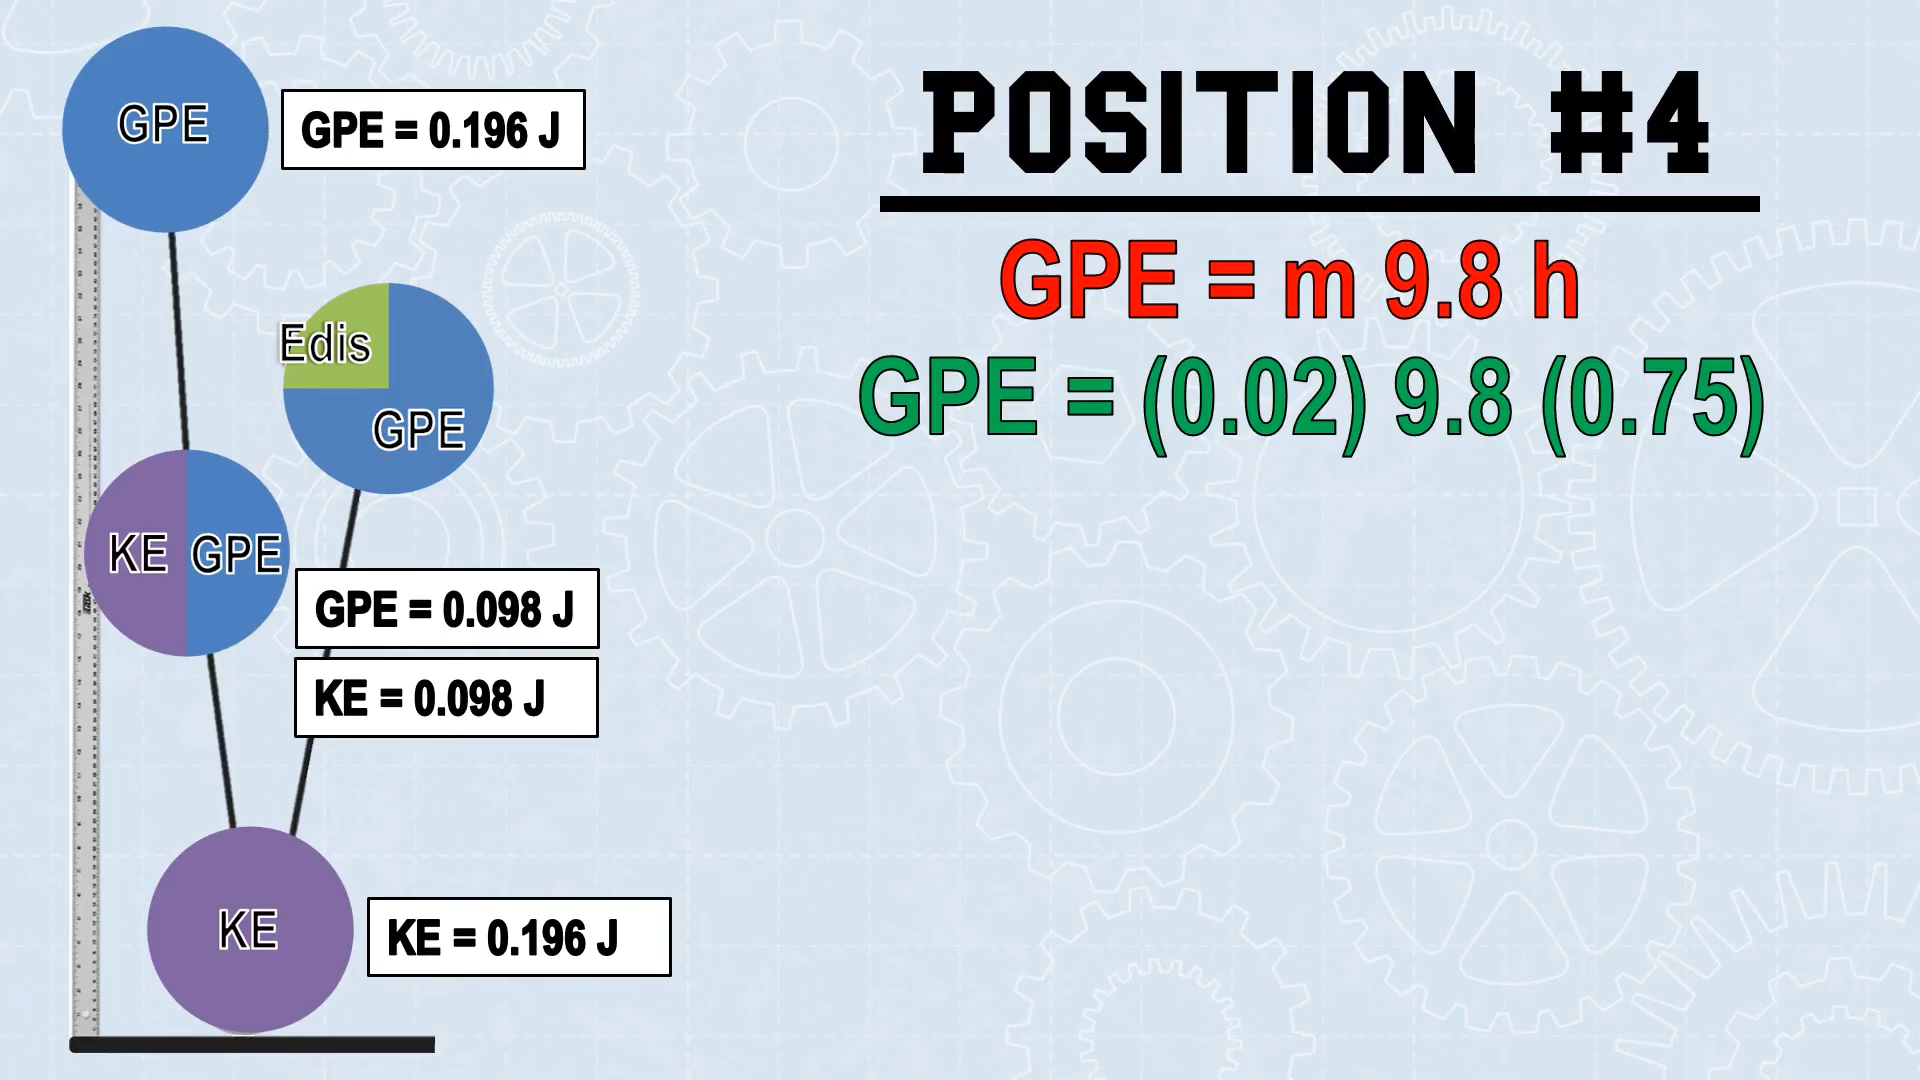 GPE
GPE = 0.196 J
POSITION #4
GPE = m 9.8 h
GPE = (0.02) 9.8 (0.75)
Edis
GPE
KE GPE
GPE = 0.098 J
KE = 0.098 J
KE
KE = 0.196 J